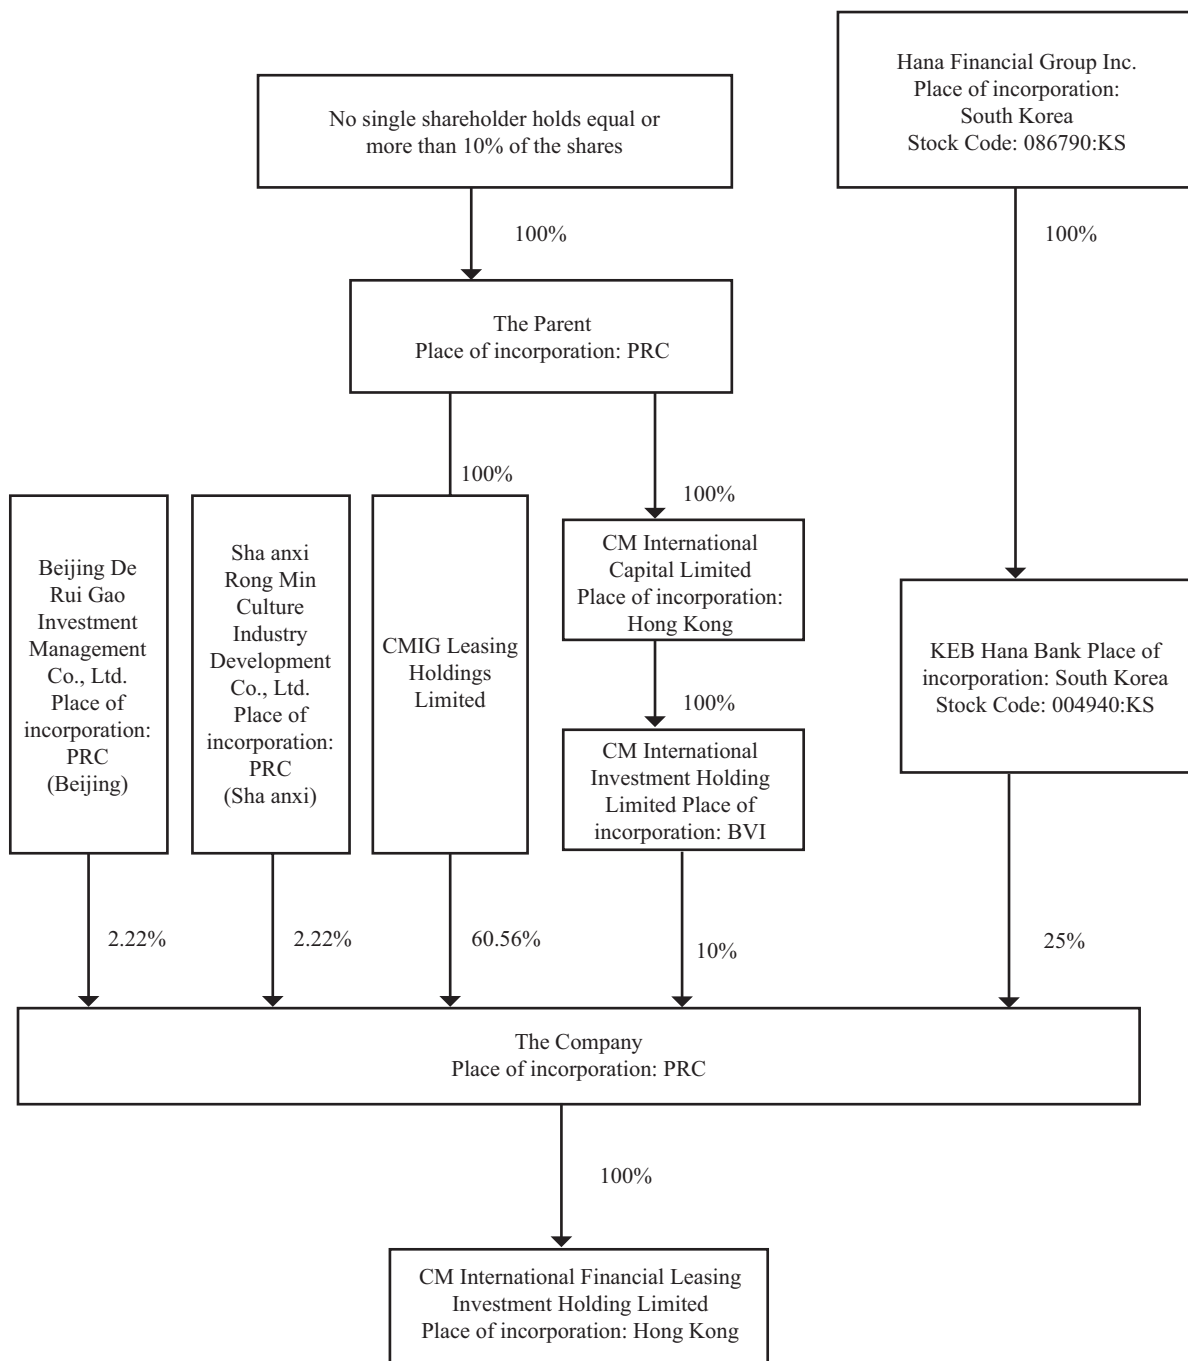 Hana Financial Group Inc.
Place of incorporation:
South Korea
Stock Code: 086790:KS
No single shareholder holds equal or
more than 10% of the shares
100%
100%
The Parent
Place of incorporation: PRC
100%
100%
Beijing De
Rui Gao
Investment
Management
Co., Ltd.
Place of
incorporation:
PRC
(Beijing)
Sha anxi
Rong Min
Culture
Industry
Development
Co., Ltd.
Place of
incorporation:
PRC
(Sha anxi)
CMIG Leasing
Holdings
Limited
CM International
Capital Limited
Place of incorporation:
Hong Kong
100%
CM International
Investment Holding
Limited Place of
incorporation: BVI
KEB Hana Bank Place of
incorporation: South Korea
Stock Code: 004940:KS
2.22%
2.22%
60.56%
10%
25%
The Company
Place of incorporation: PRC
100%
CM International Financial Leasing
Investment Holding Limited
Place of incorporation: Hong Kong